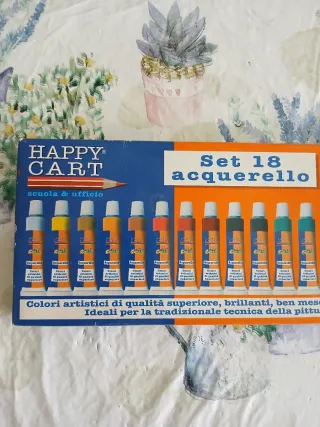 HAPPY®
CART
scuola & ufficio
Set 18
acquerello
Colori artistici di qualità superiore, brillanti, ben mesc
Ideali per la tradizionale tecnica della pittu